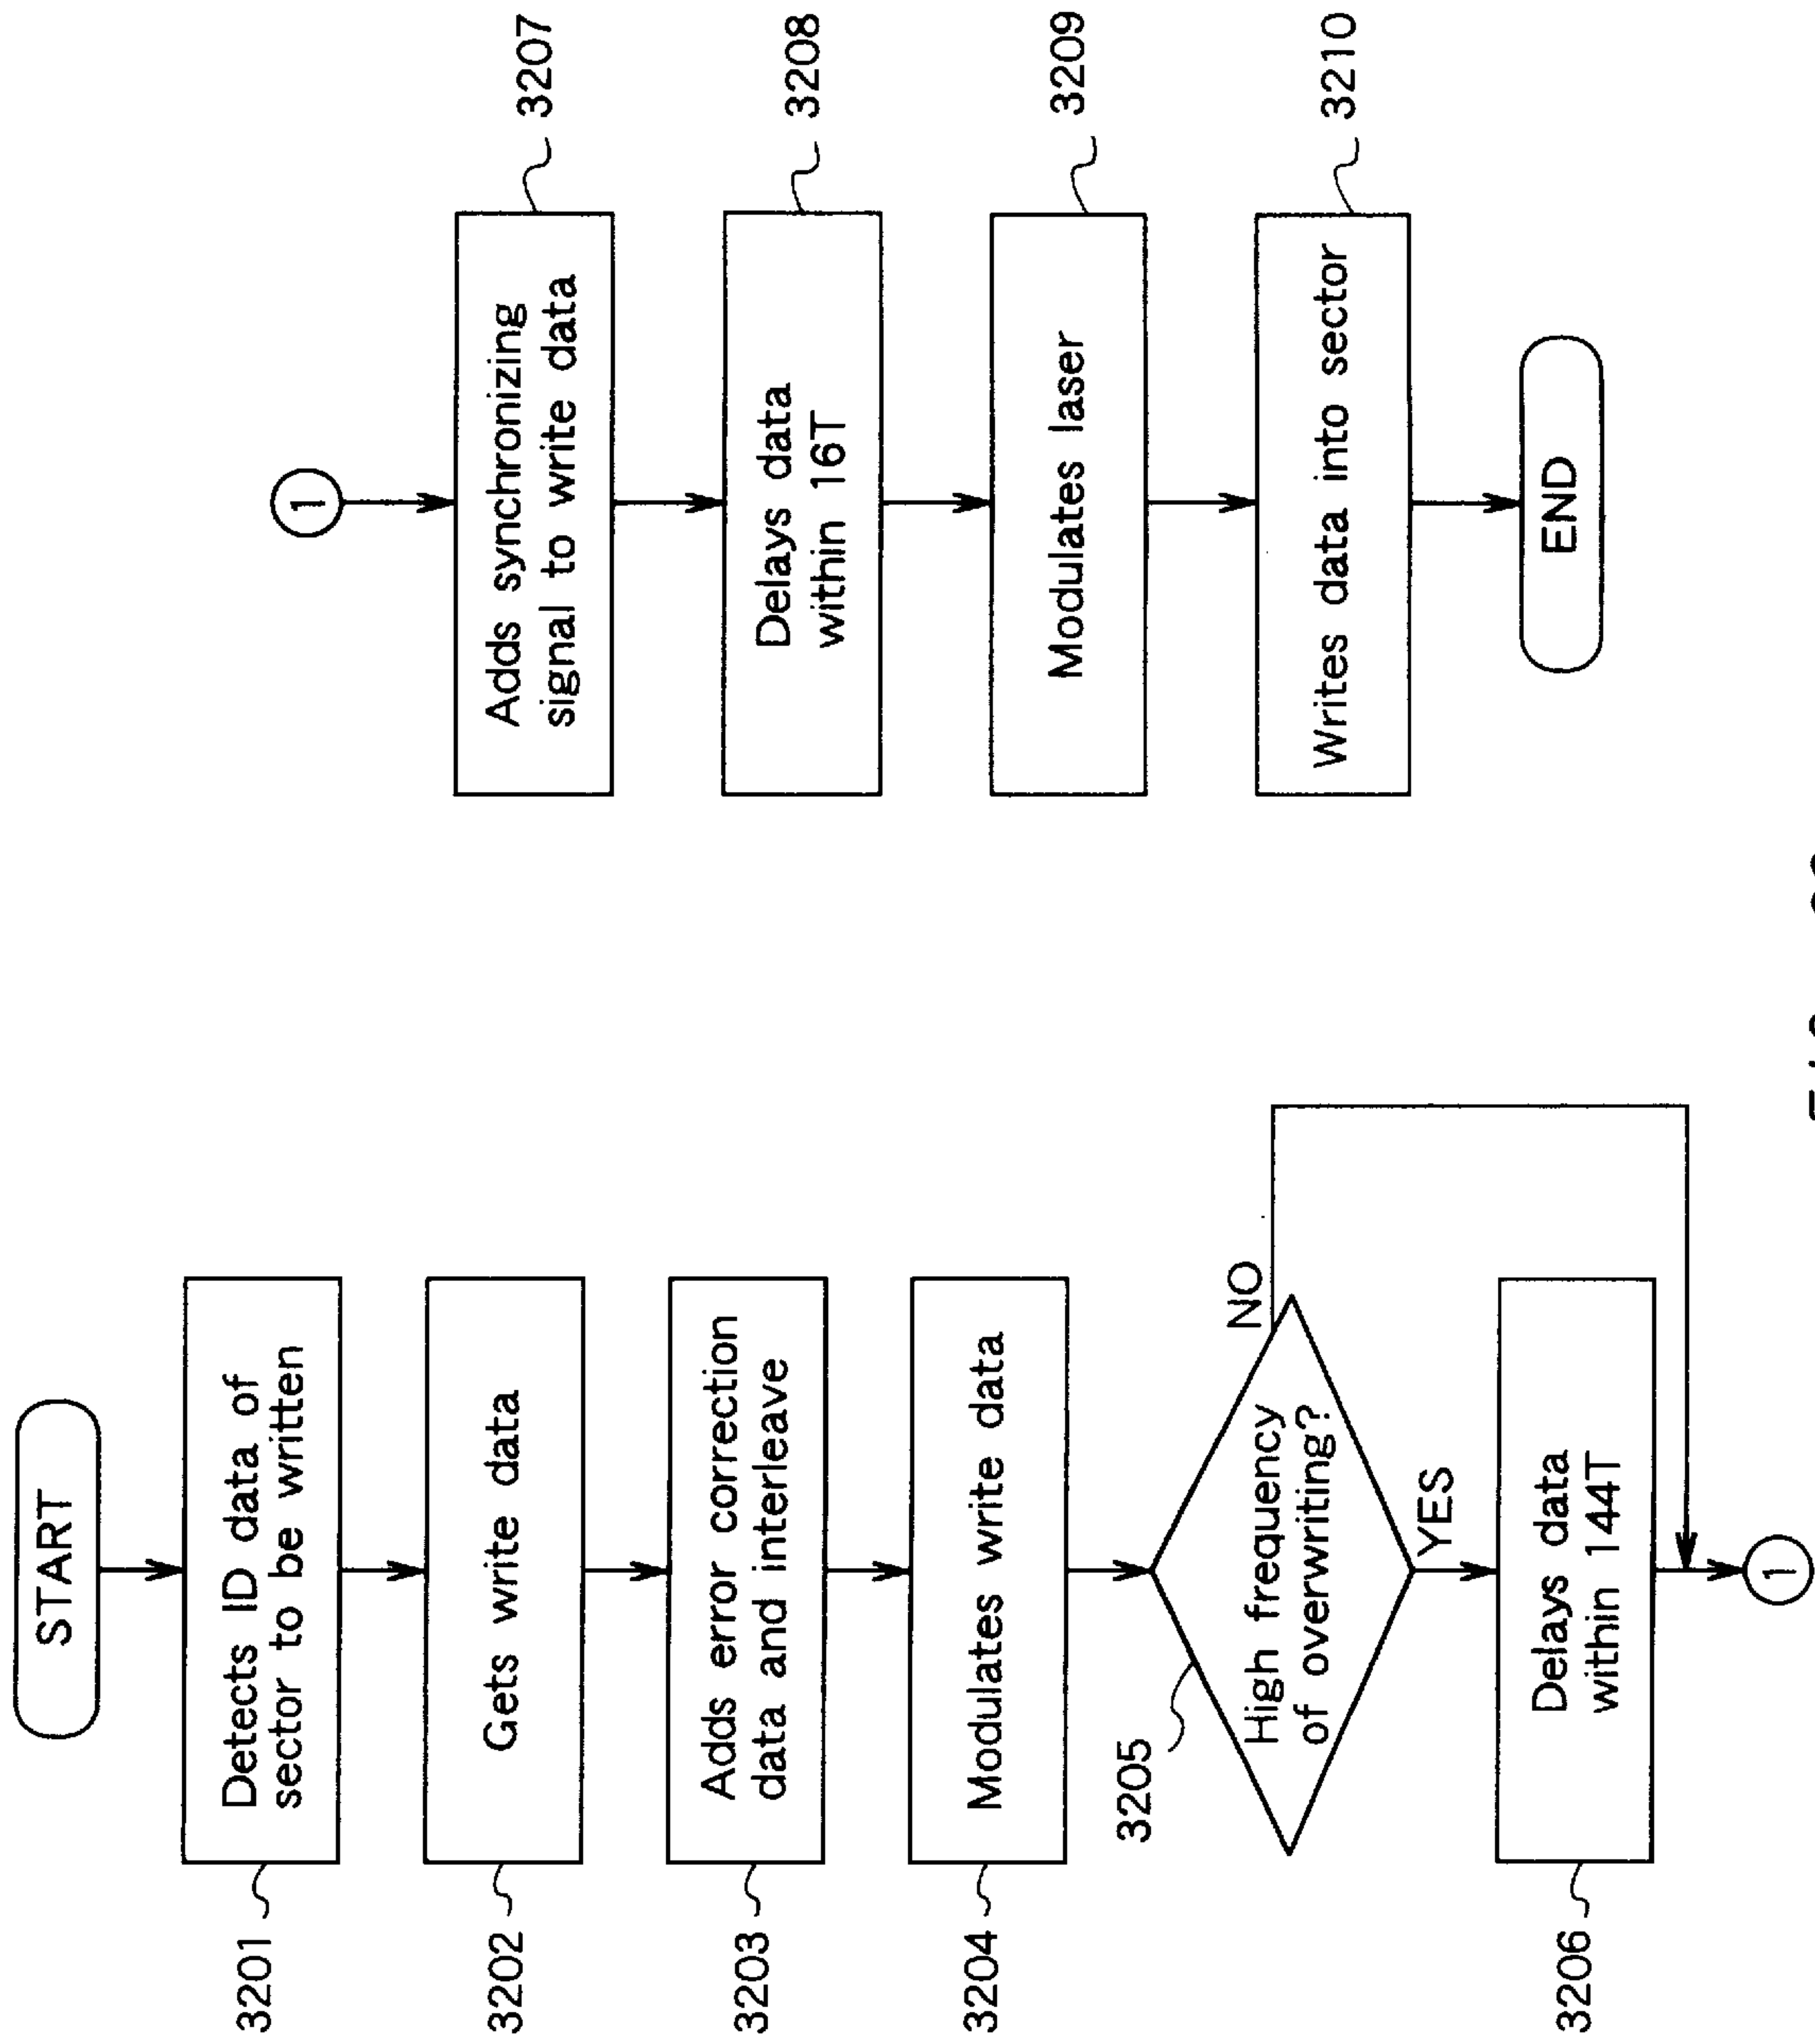 START
3201
Detects ID data of
sector to be written
3202
Gets write data
3203
Adds error correction
data and interleave
3204
Modulates write data
3205
High frequency
of overwriting?
NO
YES
3206
Delays data
within 144T
1
1
3207
Adds synchronizing
signal to write data
3208
Delays data
within 16T
3209
Modulates laser
3210
Writes data into sector
END